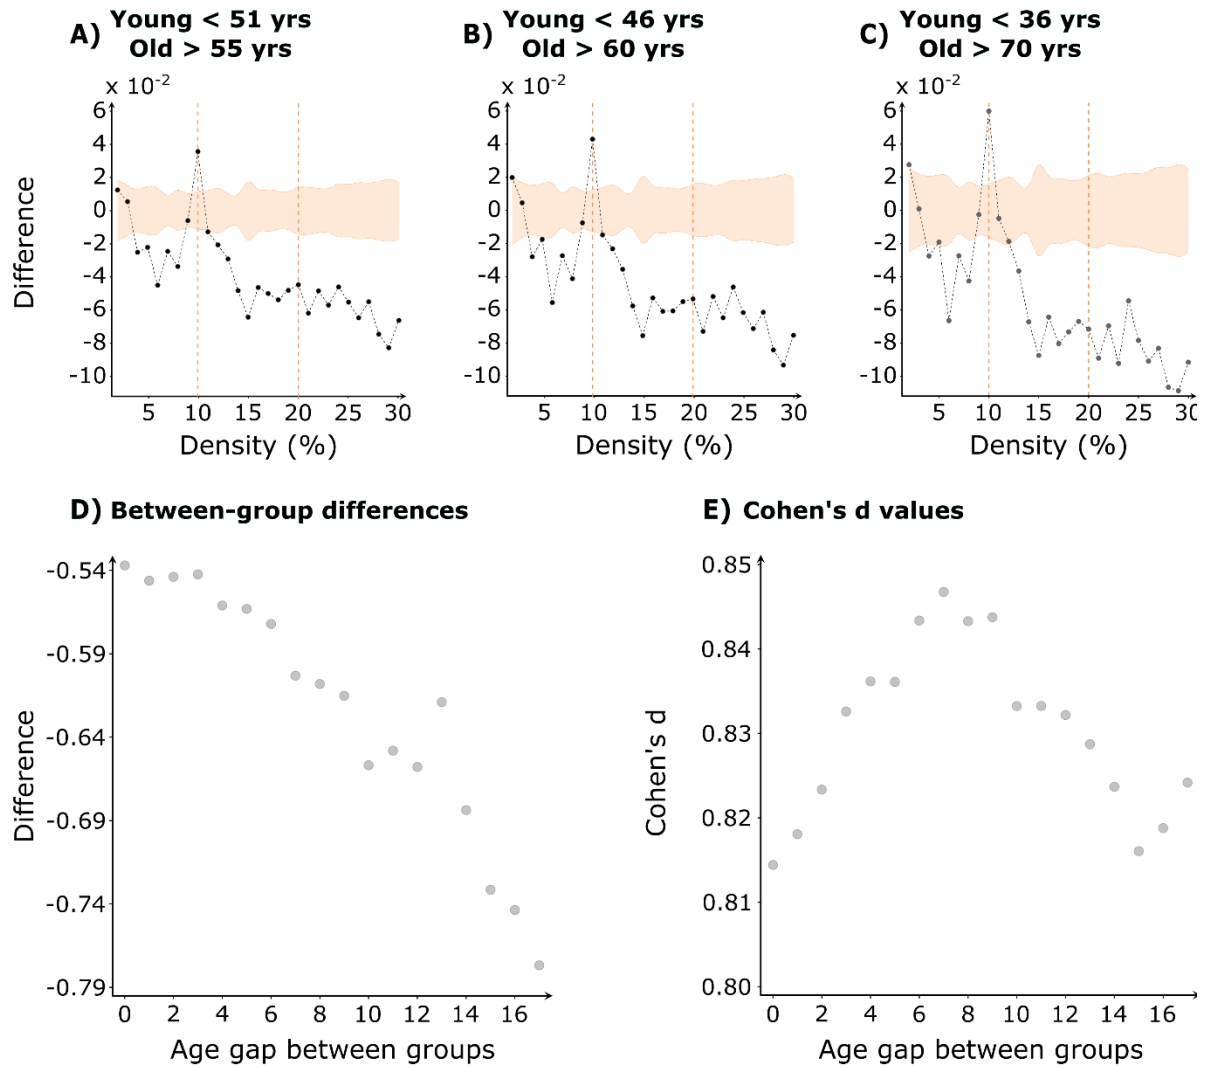 A) Young < 51 yrs
Old > 55 yrs
x 10-2
Difference
6
4
2
0
-2
-4
-6
-8
-10
5 10 15 20 25 30
Density (%)
B) Young < 46 yrs
Old > 60 yrs
x 10-2
6
4
2
0
-2
-4
-6
-8
-10
5 10 15 20 25 30
Density (%)
C) Young < 36 yrs
Old > 70 yrs
x 10-2
6
4
2
0
-2
-4
-6
-8
-10
5 10 15 20 25 30
Density (%)
D) Between-group differences
Difference
-0.54
-0.59
-0.64
-0.69
-0.74
-0.79
0 2 4 6 8 10 12 14 16
Age gap between groups
E) Cohen's d values
Cohen's d
0.85
0.84
0.83
0.82
0.81
0.80
0 2 4 6 8 10 12 14 16
Age gap between groups